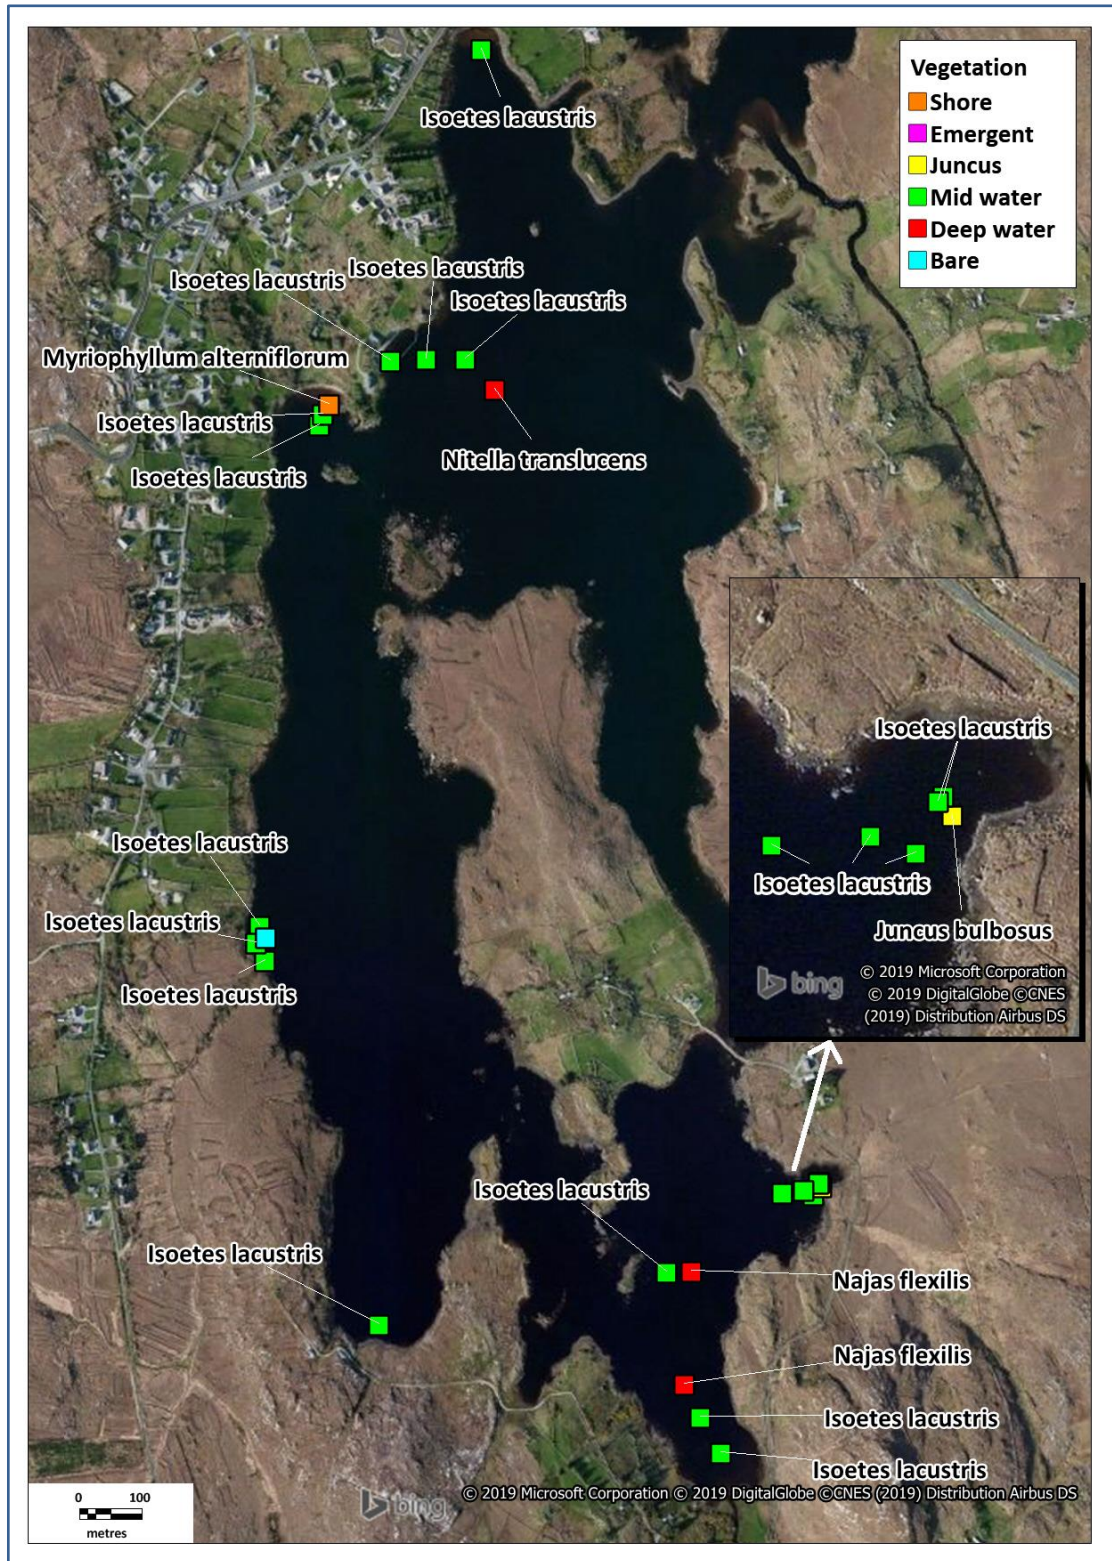 Vegetation
Shore
Emergent
Juncus
Mid water
Deep water
Bare
Isoetes lacustris
Isoetes lacustris
Isoetes lacustris
Isoetes lacustris
Myriophyllum alterniflorum
Isoetes lacustris
Isoetes lacustris
Nitella translucens
Isoetes lacustris
Isoetes lacustris
Juncus bulbosus
bing
© 2019 Microsoft Corporation
© 2019 DigitalGlobe ©CNES
(2019) Distribution Airbus DS
Isoetes lacustris
Isoetes lacustris
Isoetes lacustris
Isoetes lacustris
Isoetes lacustris
Najas flexilis
Najas flexilis
Isoetes lacustris
Isoetes lacustris
0 100
metres
bing
© 2019 Microsoft Corporation © 2019 DigitalGlobe ©CNES (2019) Distribution Airbus DS